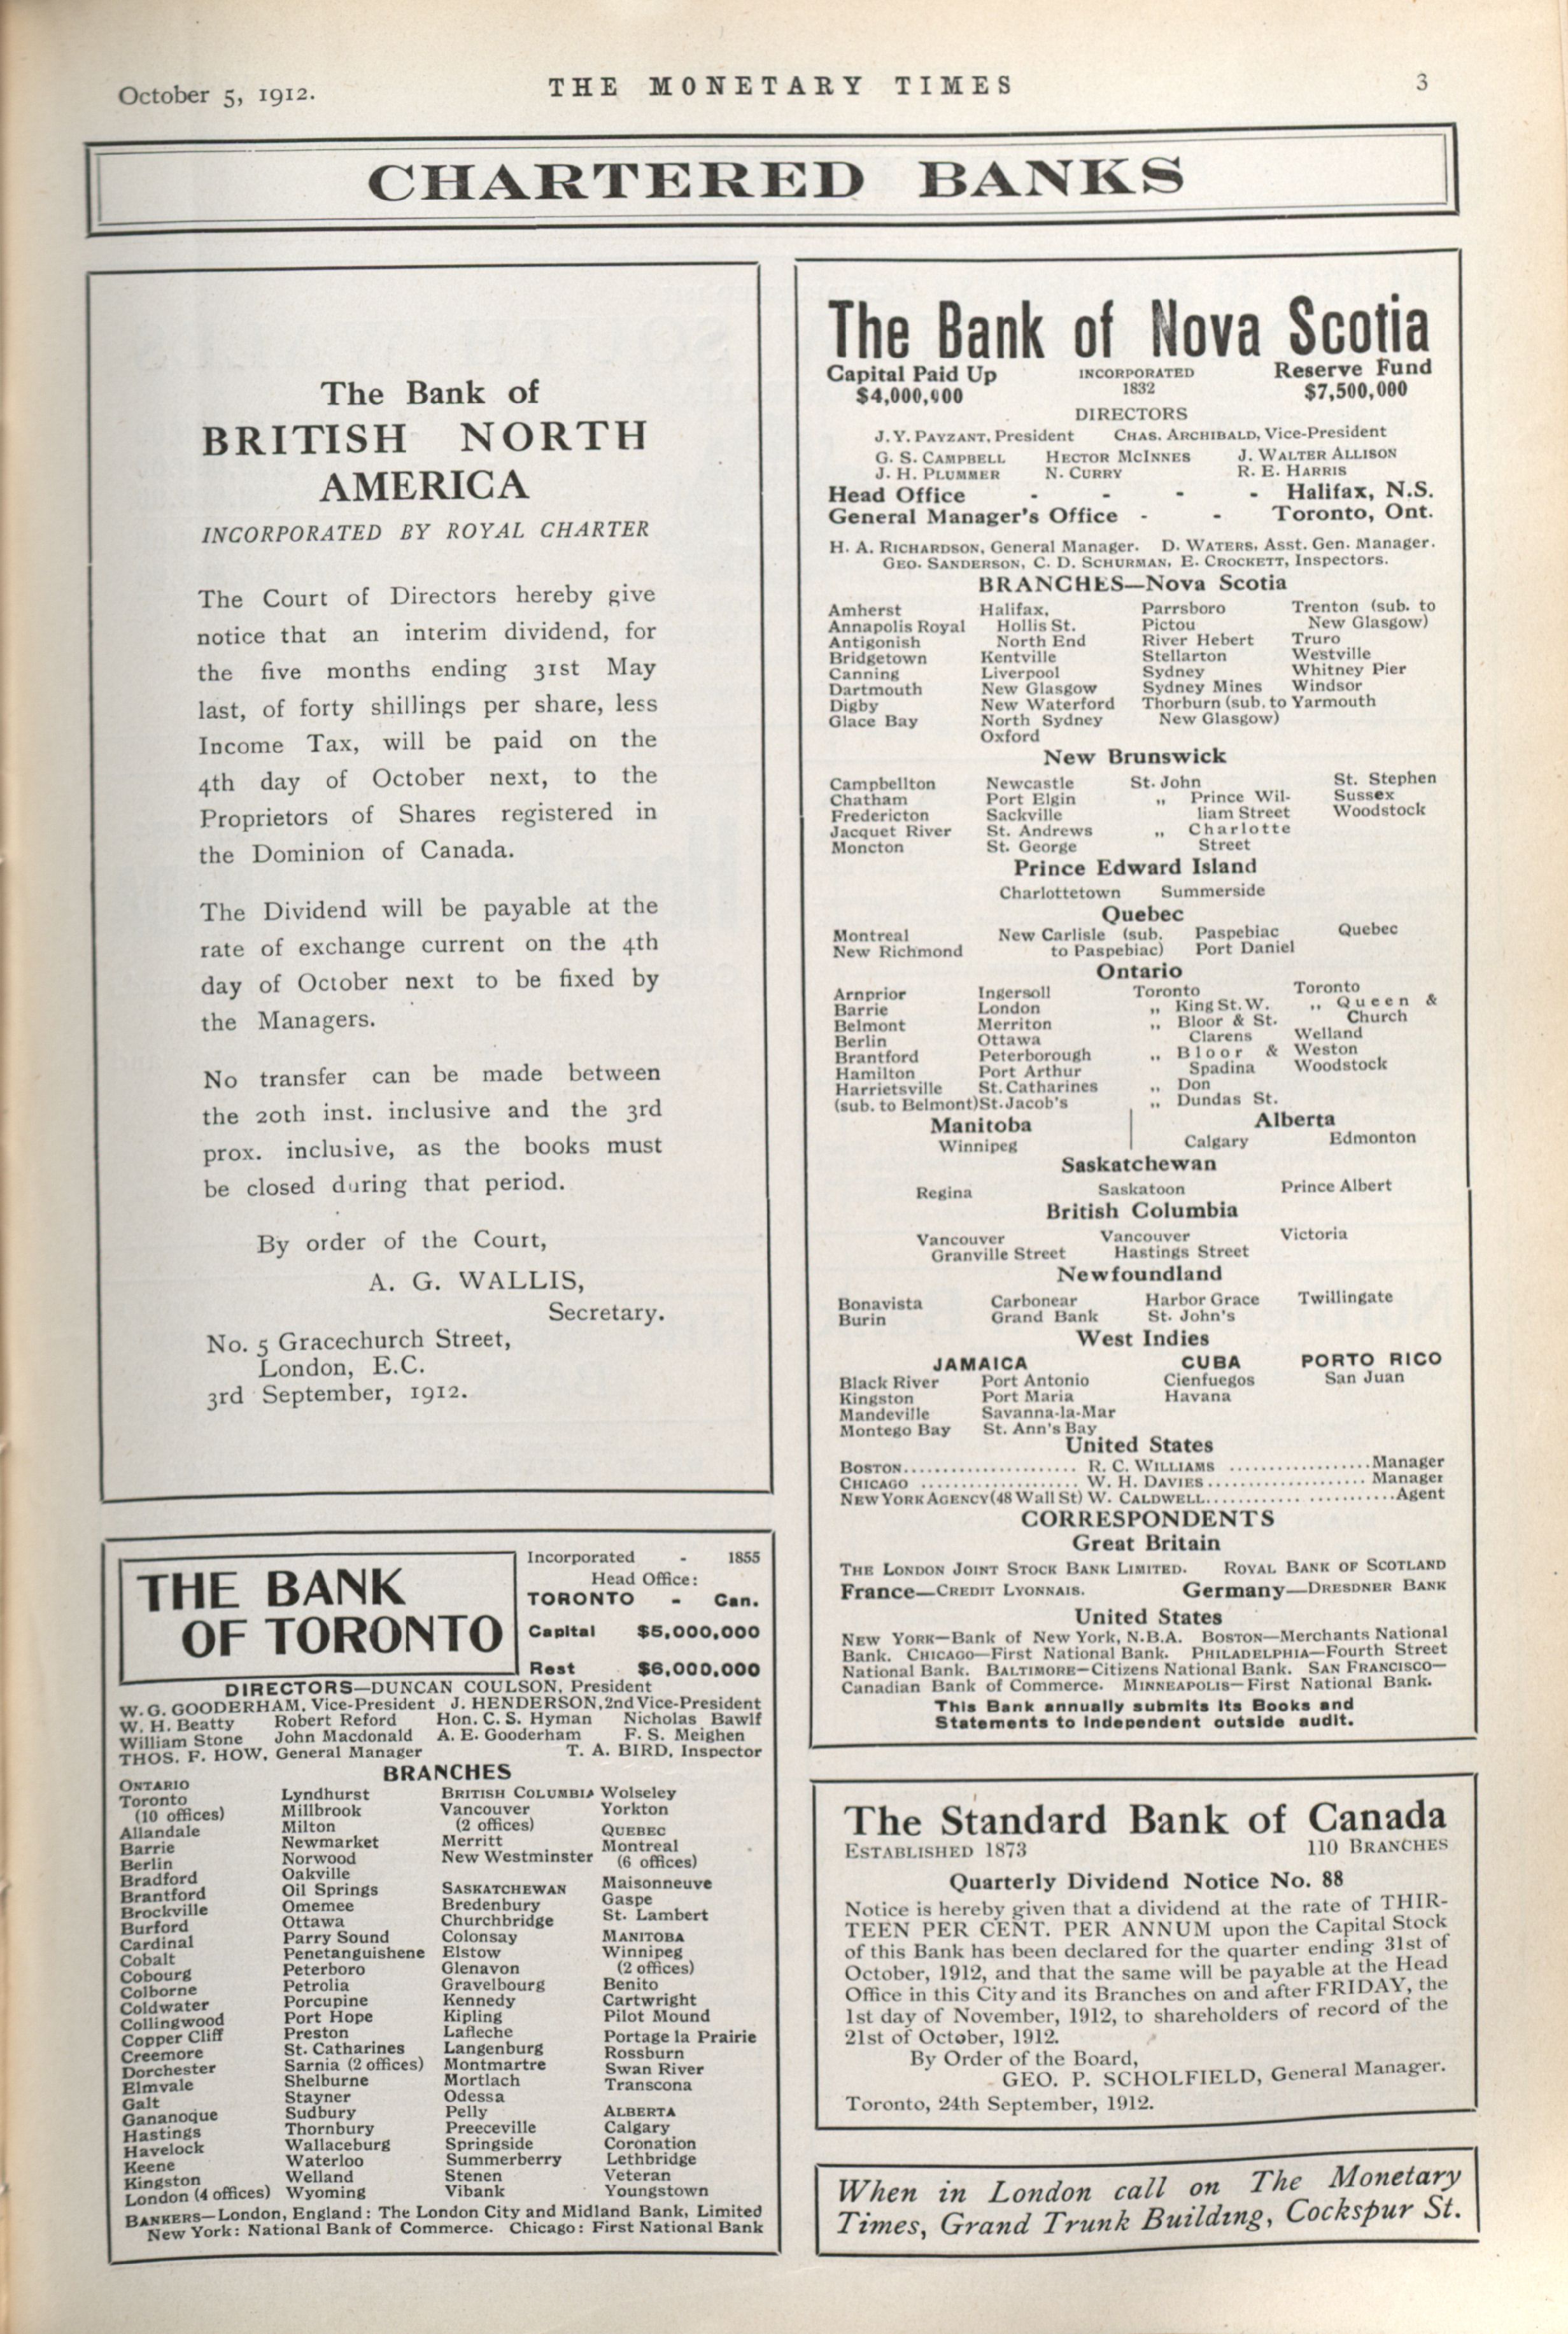 October 5, 1912.
THE MONETARY TIMES
3
CHARTERED BANKS
The Bank of
BRITISH NORTH
AMERICA
INCORPORATED BY ROYAL CHARTER
The Court of Directors hereby give
notice that an interim dividend, for
the five months ending 31st May
last, of forty shillings per share, less
Income Tax, will be paid on the
4th day of October next, to the
Proprietors of Shares registered in
the Dominion of Canada.
The Dividend will be payable at the
rate of exchange current on the 4th
day of October next to be fixed by
the Managers.
No transfer can be made between
the 20th inst. inclusive and the 3rd
prox. inclusive, as the books must
be closed during that period.
By order of the Court,
A. G. WALLIS,
Secretary.
No. 5 Gracechurch Street,
London, E.C.
3rd September, 1912.
THE BANK
OF TORONTO
Incorporated - 1855
Head Office:
TORONTO - Can.
Capital $5,000,000
Rest $6,000,000
DIRECTORS—DUNCAN COULSON, President
W. G. GOODERHAM, Vice-President J. HENDERSON, 2nd Vice-President
W. H. Beatty Robert Reford Hon. C. S. Hyman Nicholas Bawlf
William Stone John Macdonald A. E. Gooderham F. S. Meighen
THOS. F. HOW, General Manager T. A. BIRD, Inspector
BRANCHES
ONTARIO
Toronto
(10 offices)
Allandale
Barrie
Berlin
Bradford
Brantford
Brockville
Burford
Cardinal
Cobalt
Cobourg
Colborne
Coldwater
Collingwood
Copper Cliff
Creemore
Dorchester
Elmvale
Galt
Gananoque
Hastings
Havelock
Keene
Kingston
London (4 offices)
Lyndhurst
Millbrook
Milton
Newmarket
Norwood
Oakville
Oil Springs
Omemee
Ottawa
Parry Sound
Penetanguishene
Peterboro
Petrolia
Porcupine
Port Hope
Preston
St. Catharines
Sarnia (2 offices)
Shelburne
Stayner
Sudbury
Thornbury
Wallaceburg
Waterloo
Welland
Wyoming
BRITISH COLUMBIA
Vancouver
(2 offices)
Merritt
New Westminster
SASKATCHEWAN
Bredenbury
Churchbridge
Colonsay
Elstow
Glenavon
Gravelbourg
Kennedy
Kipling
Lafleche
Langenburg
Montmartre
Mortlach
Odessa
Pelly
Preeceville
Springside
Summerberry
Stenen
Vibank
Wolseley
Yorkton
QUEBEC
Montreal
(6 offices)
Maisonneuve
Gaspe
St. Lambert
MANITOBA
Winnipeg
(2 offices)
Benito
Cartwright
Pilot Mound
Portage la Prairie
Rossburn
Swan River
Transcona
ALBERTA
Calgary
Coronation
Lethbridge
Veteran
Youngstown
BANKERS—London, England: The London City and Midland Bank, Limited
New York: National Bank of Commerce. Chicago: First National Bank
The Bank of Nova Scotia
Capital Paid Up INCORPORATED Reserve Fund
$4,000,000 1832 $7,500,000
DIRECTORS
J. Y. PAYZANT, President CHAS. ARCHIBALD, Vice-President
G. S. CAMPBELL HECTOR McINNES J. WALTER ALLISON
J. H. PLUMMER N. CURRY R. E. HARRIS
Head Office - - - - Halifax, N.S.
General Manager's Office - - Toronto, Ont.
H. A. RICHARDSON, General Manager. D. WATERS, Asst. Gen. Manager.
GEO. SANDERSON, C. D. SCHURMAN, E. CROCKETT, Inspectors.
BRANCHES—Nova Scotia
Amherst Halifax, Parrsboro Trenton (sub. to
Annapolis Royal Hollis St. Pictou New Glasgow)
Antigonish North End River Hebert Truro
Bridgetown Kentville Stellarton Westville
Canning Liverpool Sydney Whitney Pier
Dartmouth New Glasgow Sydney Mines Windsor
Digby New Waterford Thorburn (sub. to Yarmouth
Glace Bay North Sydney New Glasgow)
Oxford
New Brunswick
Campbellton Newcastle St. John St. Stephen
Chatham Port Elgin „ Prince Wil- Sussex
Fredericton Sackville liam Street Woodstock
Jacquet River St. Andrews „ Charlotte
Moncton St. George Street
Prince Edward Island
Charlottetown Summerside
Quebec
Montreal New Carlisle (sub. Paspebiac Quebec
New Richmond to Paspebiac) Port Daniel
Ontario
Arnprior Ingersoll Toronto Toronto
Barrie London „ King St. W. „ Queen &
Belmont Merriton „ Bloor & St. Church
Berlin Ottawa Clarens Welland
Brantford Peterborough „ Bloor & Weston
Hamilton Port Arthur Spadina Woodstock
Harrietsville St. Catharines „ Don
(sub. to Belmont) St. Jacob's „ Dundas St.
Manitoba Alberta
Winnipeg Calgary Edmonton
Saskatchewan
Regina Saskatoon Prince Albert
British Columbia
Vancouver Vancouver Victoria
Granville Street Hastings Street
Newfoundland
Bonavista Carbonear Harbor Grace Twillingate
Burin Grand Bank St. John's
West Indies
JAMAICA CUBA PORTO RICO
Black River Port Antonio Cienfuegos San Juan
Kingston Port Maria Havana
Mandeville Savanna-la-Mar
Montego Bay St. Ann's Bay
United States
BOSTON...................... R. C. WILLIAMS ..................Manager
CHICAGO .................... W. H. DAVIES.................... Manager
NEW YORK AGENCY (48 Wall St) W. CALDWELL.......................Agent
CORRESPONDENTS
Great Britain
THE LONDON JOINT STOCK BANK LIMITED. ROYAL BANK OF SCOTLAND
France—CREDIT LYONNAIS. Germany—DRESDNER BANK
United States
NEW YORK—Bank of New York, N.B.A. BOSTON—Merchants National
Bank. CHICAGO—First National Bank. PHILADELPHIA—Fourth Street
National Bank. BALTIMORE—Citizens National Bank. SAN FRANCISCO—
Canadian Bank of Commerce. MINNEAPOLIS—First National Bank.
This Bank annually submits its Books and
Statements to independent outside audit.
The Standard Bank of Canada
ESTABLISHED 1873 110 BRANCHES
Quarterly Dividend Notice No. 88
Notice is hereby given that a dividend at the rate of THIR-
TEEN PER CENT. PER ANNUM upon the Capital Stock
of this Bank has been declared for the quarter ending 31st of
October, 1912, and that the same will be payable at the Head
Office in this City and its Branches on and after FRIDAY, the
1st day of November, 1912, to shareholders of record of the
21st of October, 1912.
By Order of the Board,
GEO. P. SCHOLFIELD, General Manager.
Toronto, 24th September, 1912.
When in London call on The Monetary
Times, Grand Trunk Building, Cockspur St.